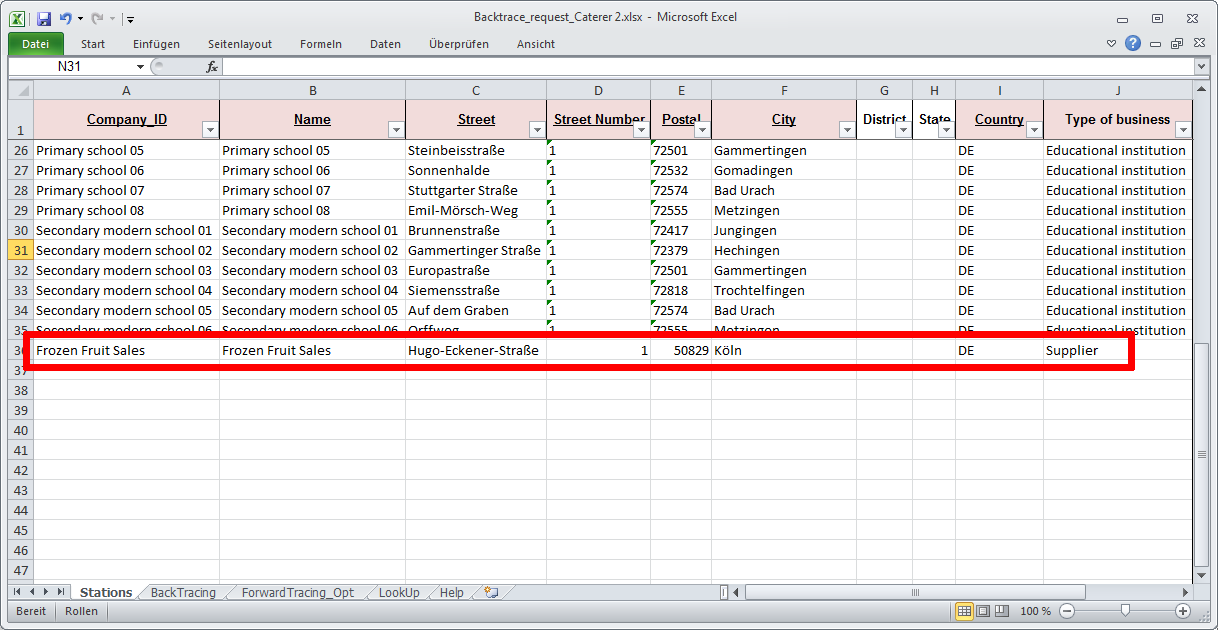 Backtrace_request_Caterer 2.xlsx - Microsoft Excel
Datei Start Einfügen Seitenlayout Formeln Daten Überprüfen Ansicht
N31 fx
A B C D E F G H I J
1 Company_ID Name Street Street Number Postal City District State Country Type of business
26 Primary school 05 Primary school 05 Steinbeisstraße 1 72501 Gammertingen DE Educational institution
27 Primary school 06 Primary school 06 Sonnenhalde 1 72532 Gomadingen DE Educational institution
28 Primary school 07 Primary school 07 Stuttgarter Straße 1 72574 Bad Urach DE Educational institution
29 Primary school 08 Primary school 08 Emil-Mörsch-Weg 1 72555 Metzingen DE Educational institution
30 Secondary modern school 01 Secondary modern school 01 Brunnenstraße 1 72417 Jungingen DE Educational institution
31 Secondary modern school 02 Secondary modern school 02 Gammertinger Straße 1 72379 Hechingen DE Educational institution
32 Secondary modern school 03 Secondary modern school 03 Europastraße 1 72501 Gammertingen DE Educational institution
33 Secondary modern school 04 Secondary modern school 04 Siemensstraße 1 72818 Trochtelfingen DE Educational institution
34 Secondary modern school 05 Secondary modern school 05 Auf dem Graben 1 72574 Bad Urach DE Educational institution
35 Secondary modern school 06 Secondary modern school 06 Orffweg 1 72555 Metzingen DE Educational institution
36 Frozen Fruit Sales Frozen Fruit Sales Hugo-Eckener-Straße 1 50829 Köln DE Supplier
37
38
39
40
41
42
43
44
45
46
47
Stations BackTracing ForwardTracing_Opt LookUp Help
Bereit Rollen 100 %